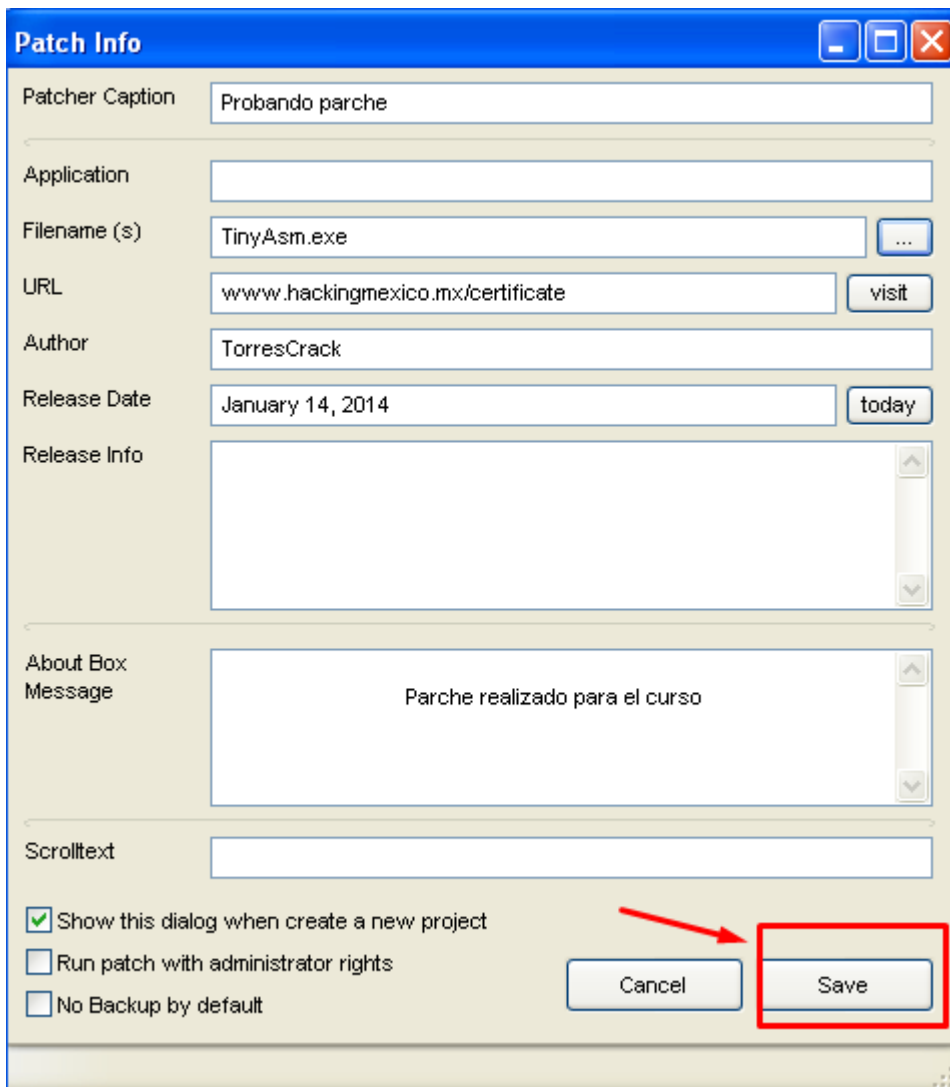 Patch Info
Patcher Caption
Probando parche
Application
Filename (s)
TinyAsm.exe
...
URL
www.hackingmexico.mx/certificate
visit
Author
TorresCrack
Release Date
January 14, 2014
today
Release Info
About Box
Message
Parche realizado para el curso
Scrolltext
Show this dialog when create a new project
Run patch with administrator rights
No Backup by default
Cancel
Save